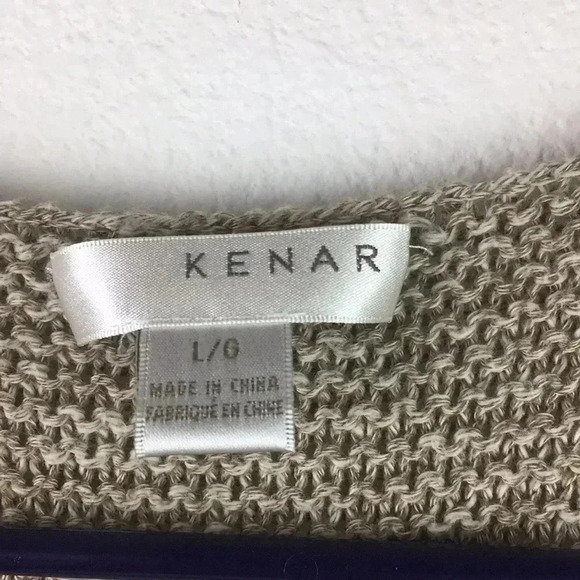 KENAR
L/G
MADE IN CHINA
FABRIQUÉ EN CHINE